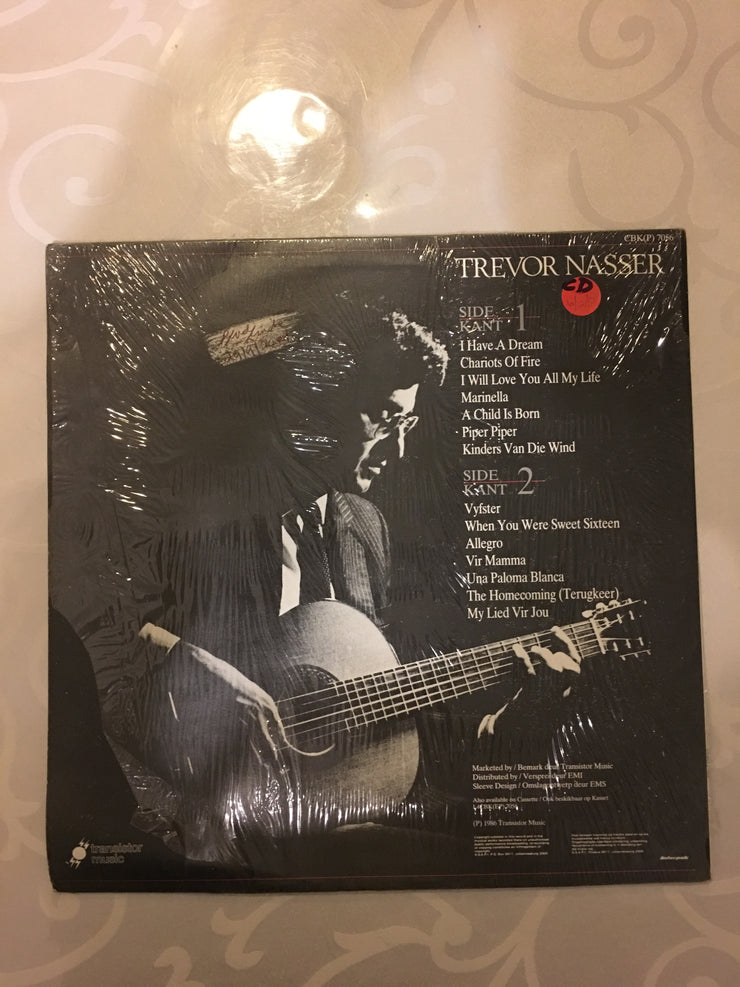 CBK(P) 7056
TREVOR NASSER
CD
SIDE
KANT 1
I Have A Dream
Chariots Of Fire
I Will Love You All My Life
Marinella
A Child Is Born
Piper Piper
Kinders Van Die Wind
SIDE
KANT 2
Vyfster
When You Were Sweet Sixteen
Allegro
Vir Mamma
Una Paloma Blanca
The Homecoming (Terugkeer)
My Lied Vir Jou
Marketed by / Bemark deur Transistor Music
Distributed by / Versprei deur EMI
Sleeve Design / Omslagontwerp deur EMS
Also available on Cassette / Ook beskikbaar op Kasset
(P) 1986 Transistor Music
transistor
music